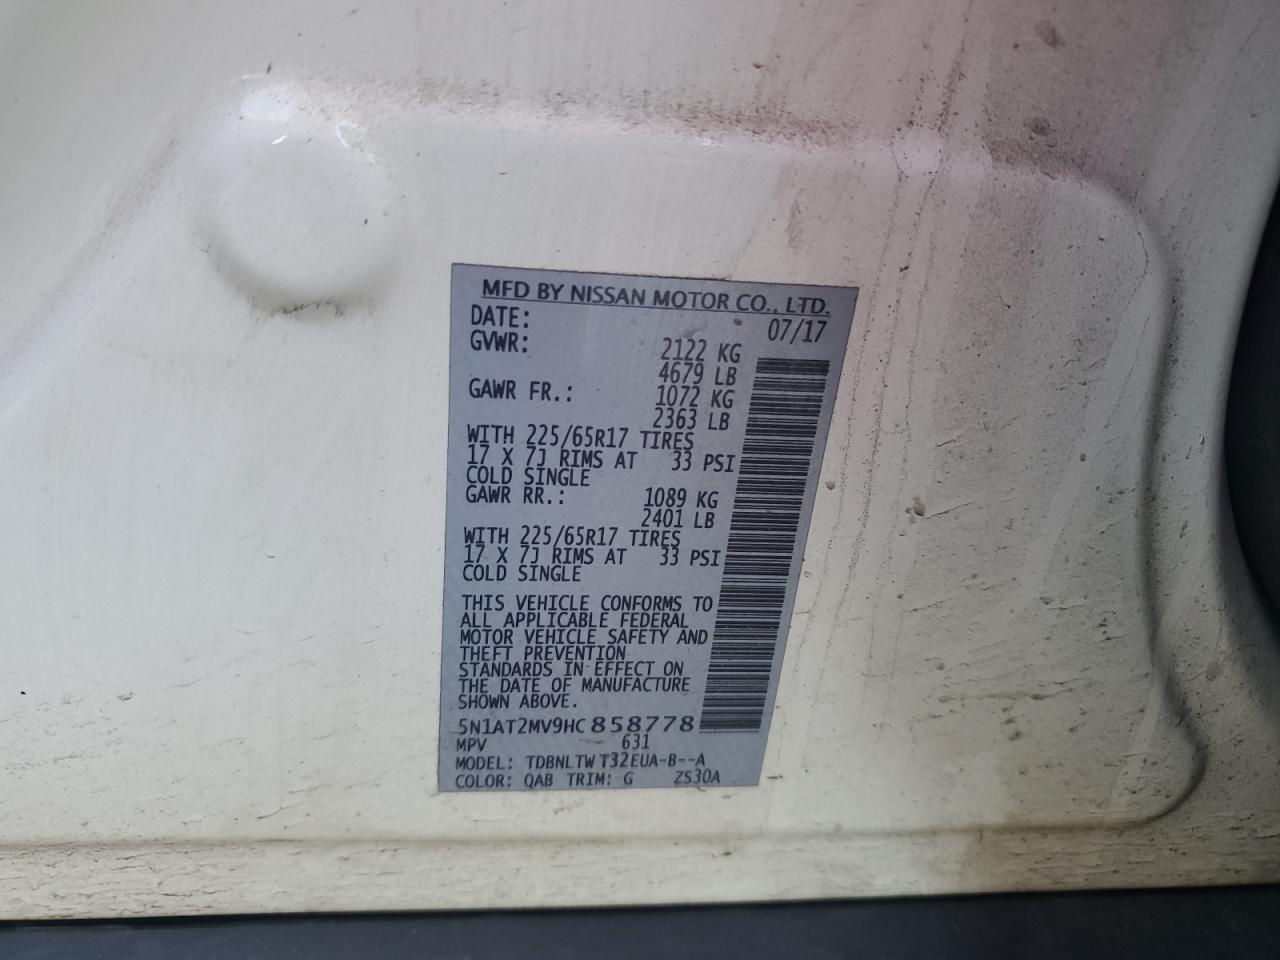 MFD BY NISSAN MOTOR CO., LTD.
DATE: 07/17
GVWR: 2122 KG
4679 LB
GAWR FR.: 1072 KG
2363 LB
WITH 225/65R17 TIRES
17 X 7J RIMS AT 33 PSI
COLD SINGLE
GAWR RR.: 1089 KG
2401 LB
WITH 225/65R17 TIRES
17 X 7J RIMS AT 33 PSI
COLD SINGLE
THIS VEHICLE CONFORMS TO
ALL APPLICABLE FEDERAL
MOTOR VEHICLE SAFETY AND
THEFT PREVENTION
STANDARDS IN EFFECT ON
THE DATE OF MANUFACTURE
SHOWN ABOVE.
5N1AT2MV9HC858778
MPV 631
MODEL: TDBNLTW T32EUA-B--A
COLOR: QAB TRIM: G ZS30A